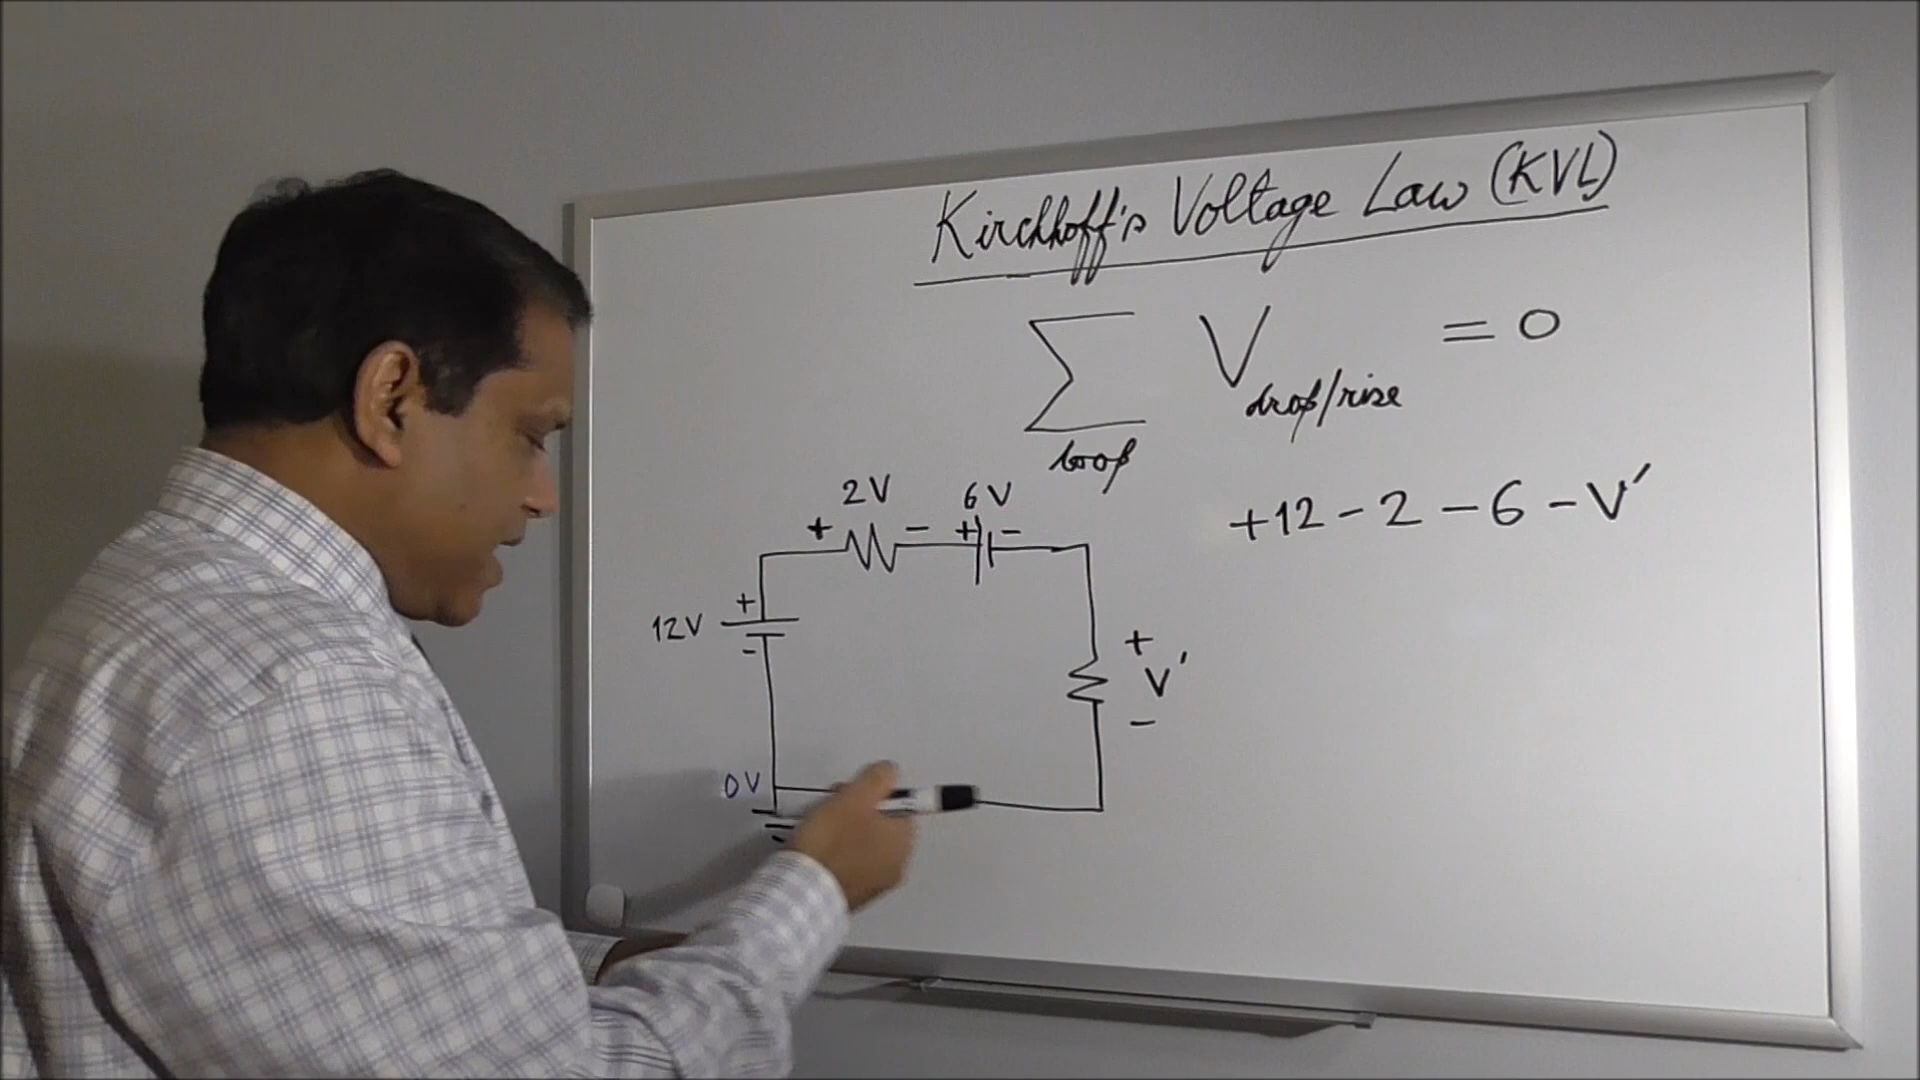 Kirchhoff's Voltage Law (KVL)
∑ V = 0
drop/rise
loop
2V 6V
+12 - 2 - 6 - V'
+ - + -
+
12V
-
+
V'
-
0V